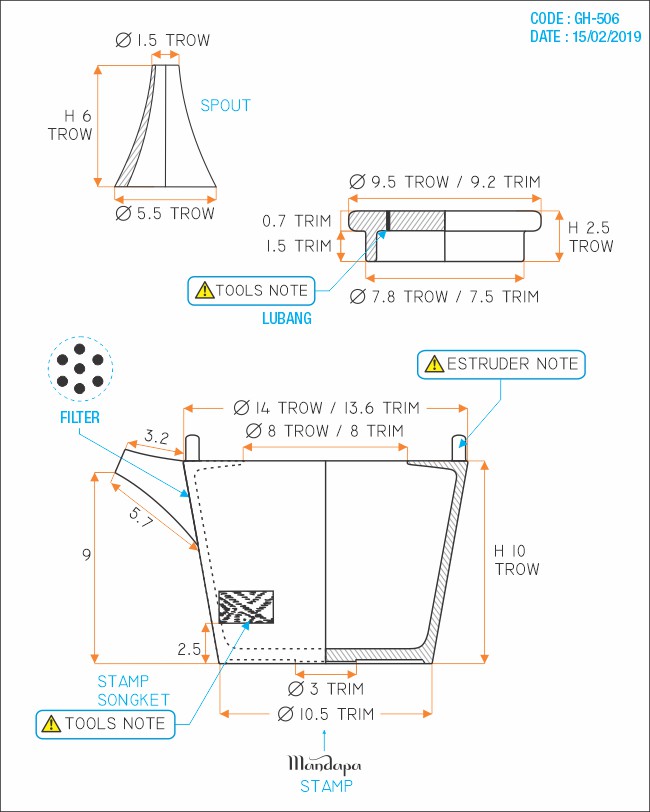 CODE : GH-506
DATE : 15/02/2019
Ø 1.5 TROW
H 6
TROW
SPOUT
Ø 5.5 TROW
Ø 9.5 TROW / 9.2 TRIM
0.7 TRIM
1.5 TRIM
H 2.5
TROW
TOOLS NOTE
LUBANG
Ø 7.8 TROW / 7.5 TRIM
FILTER
ESTRUDER NOTE
Ø 14 TROW / 13.6 TRIM
Ø 8 TROW / 8 TRIM
3.2
5.7
9
H 10
TROW
2.5
STAMP
SONGKET
TOOLS NOTE
Ø 3 TRIM
Ø 10.5 TRIM
Mandapa
STAMP